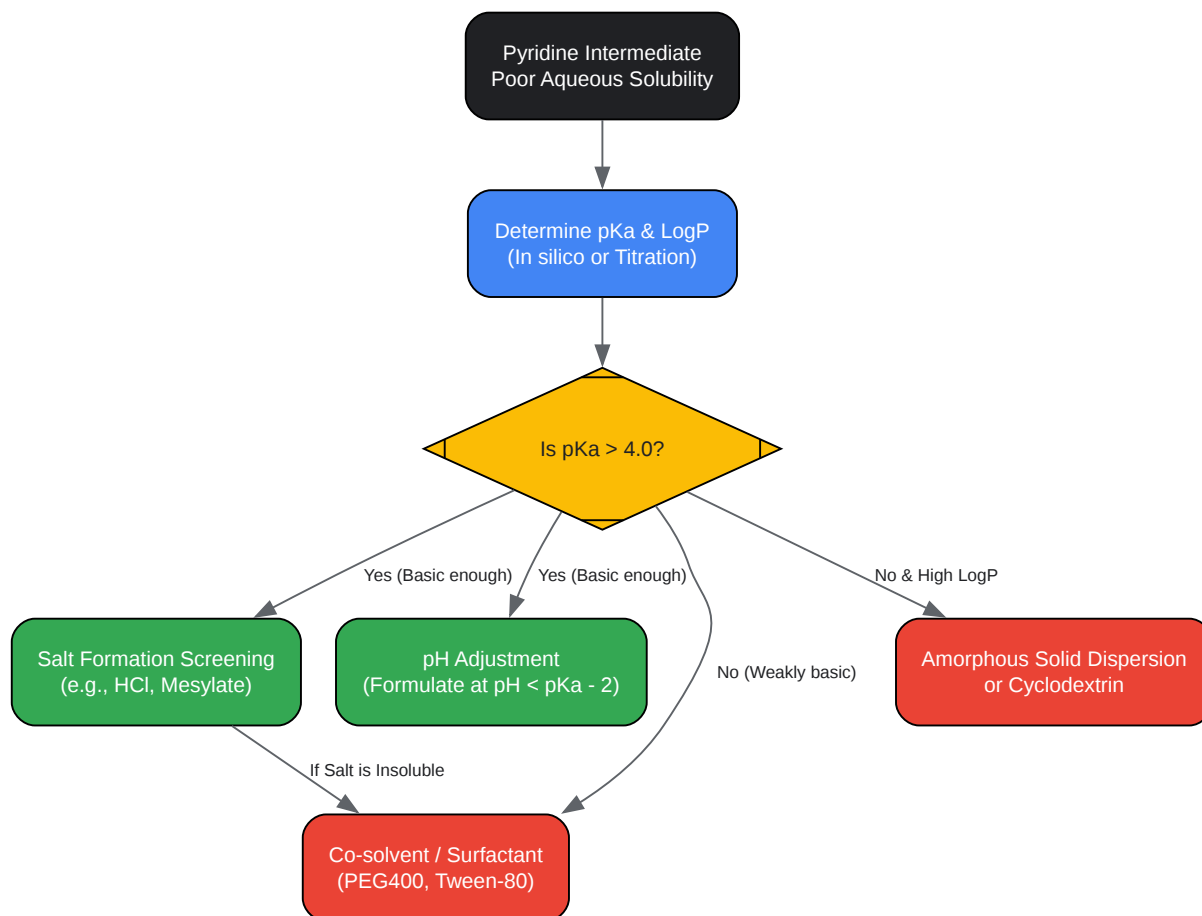 Pyridine Intermediate
Poor Aqueous Solubility
Determine pKa & LogP
(In silico or Titration)
Is pKa > 4.0?
Yes (Basic enough)
Yes (Basic enough)
No & High LogP
Salt Formation Screening
(e.g., HCl, Mesylate)
pH Adjustment
(Formulate at pH < pKa - 2)
No (Weakly basic)
Amorphous Solid Dispersion
or Cyclodextrin
If Salt is Insoluble
Co-solvent / Surfactant
(PEG400, Tween-80)